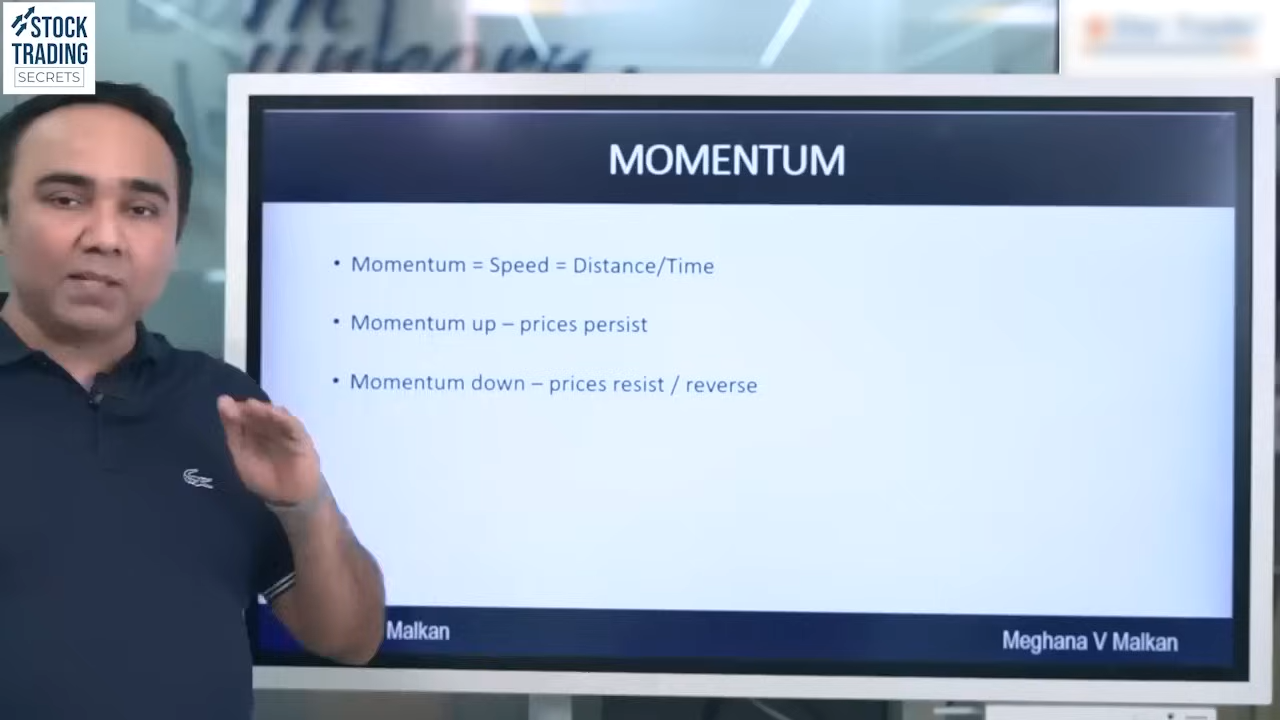 STOCK
TRADING
SECRETS
MOMENTUM
• Momentum = Speed = Distance/Time
• Momentum up – prices persist
• Momentum down – prices resist / reverse
Malkan
Meghana V Malkan